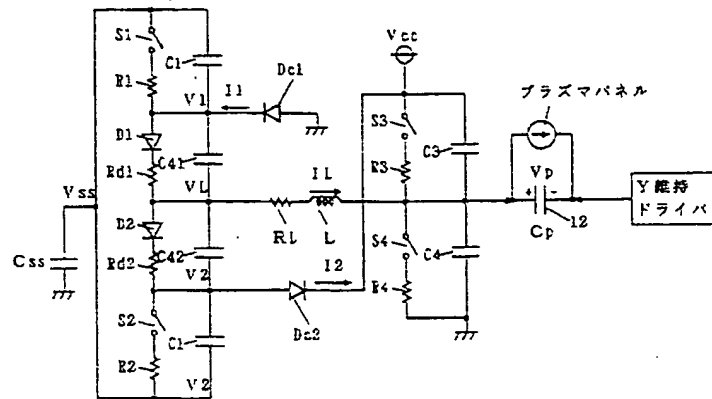 Vcc
S1
C1
Dc1
I1
R1
V1
プラズマパネル
D1
S3
C41
Rd1
C3
R3
IL
Vp
Vss
VL
+
-
Y維持
ドライバ
D2
RL
L
S4
12
Cp
C42
C4
Rd2
I2
Css
V2
R4
S2
C1
Dc2
R2
V2